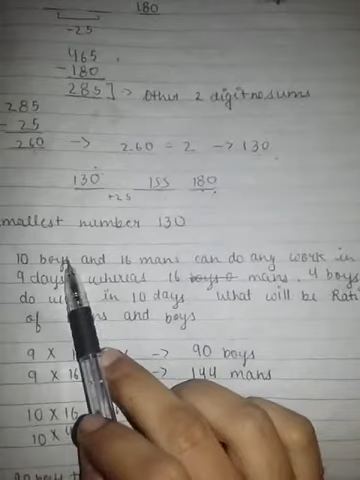 180
-25
465
-180
285 ] → Other 2 digit nos sums
285
- 25
260 → 260 = 2 → 130
130 155 180
+25
mallest number 130
10 boys and 16 mans can do any work in
9 days whereas 16 mans, 4 boys
do in 10 days What will be Rati
of and boys
9 × → 90 boys
9 × 16 → 144 mans
10 × 16
10 ×